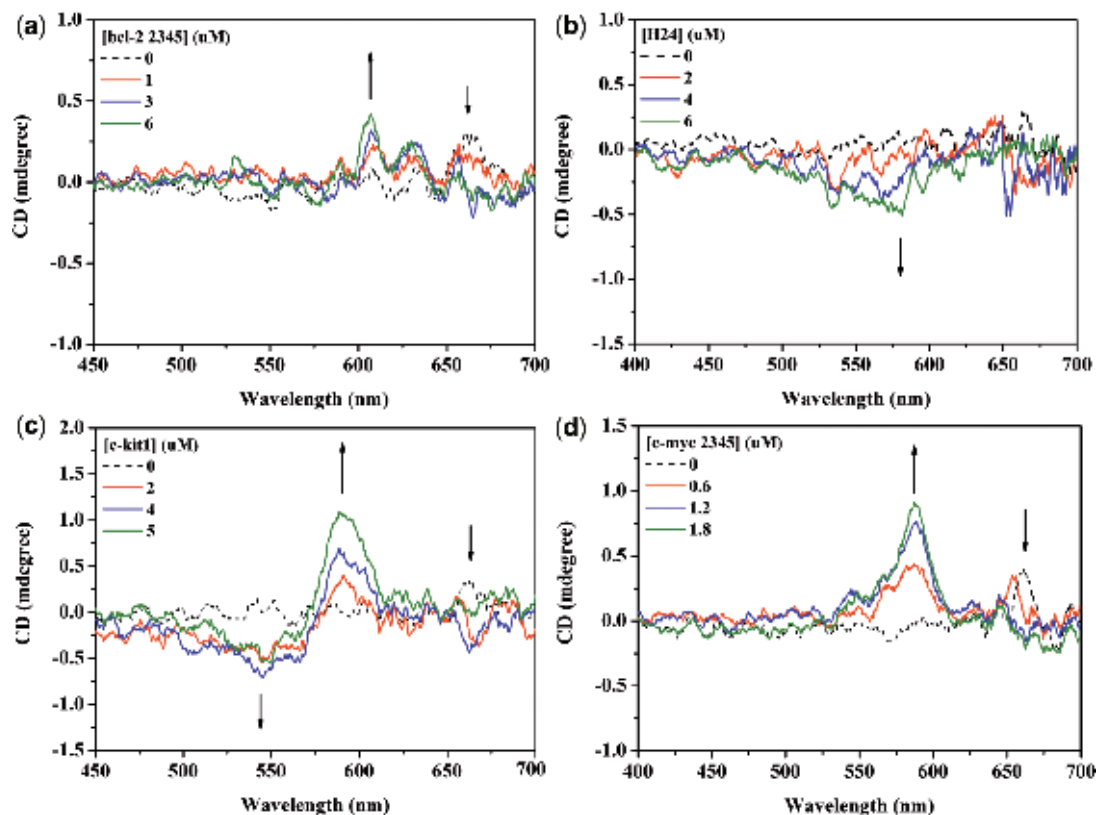 (a)
[bcl-2 2345] (uM)
0
1
3
6
1.0
0.5
0.0
-0.5
-1.0
CD (mdegree)
450 500 550 600 650 700
Wavelength (nm)
(b)
[H24] (uM)
0
2
4
6
1.0
0.5
0.0
-0.5
-1.0
-1.5
CD (mdegree)
400 450 500 550 600 650 700
Wavelength (nm)
(c)
[c-kit1] (uM)
0
2
4
5
2.0
1.5
1.0
0.5
0.0
-0.5
-1.0
-1.5
CD (mdegree)
450 500 550 600 650 700
Wavelength (nm)
(d)
[c-myc 2345] (uM)
0
0.6
1.2
1.8
1.5
1.0
0.5
0.0
-0.5
-1.0
CD (mdegree)
400 450 500 550 600 650 700
Wavelength (nm)